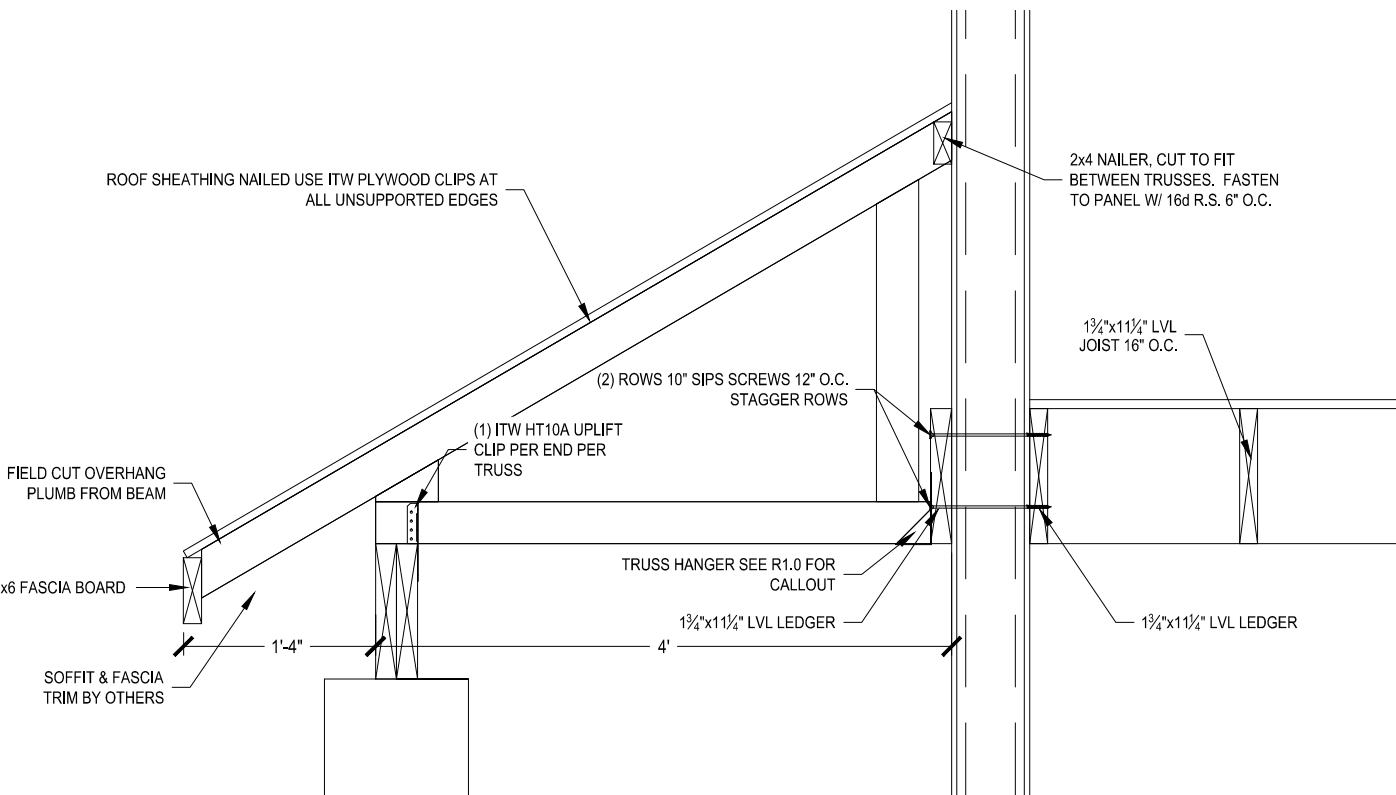 ROOF SHEATHING NAILED USE ITW PLYWOOD CLIPS AT
ALL UNSUPPORTED EDGES
2x4 NAILER, CUT TO FIT
BETWEEN TRUSSES. FASTEN
TO PANEL W/ 16d R.S. 6" O.C.
1¾"x11¼" LVL
JOIST 16" O.C.
(2) ROWS 10" SIPS SCREWS 12" O.C.
STAGGER ROWS
(1) ITW HT10A UPLIFT
CLIP PER END PER
TRUSS
FIELD CUT OVERHANG
PLUMB FROM BEAM
x6 FASCIA BOARD
TRUSS HANGER SEE R1.0 FOR
CALLOUT
1¾"x11¼" LVL LEDGER
1¾"x11¼" LVL LEDGER
1'-4"
4'
SOFFIT & FASCIA
TRIM BY OTHERS